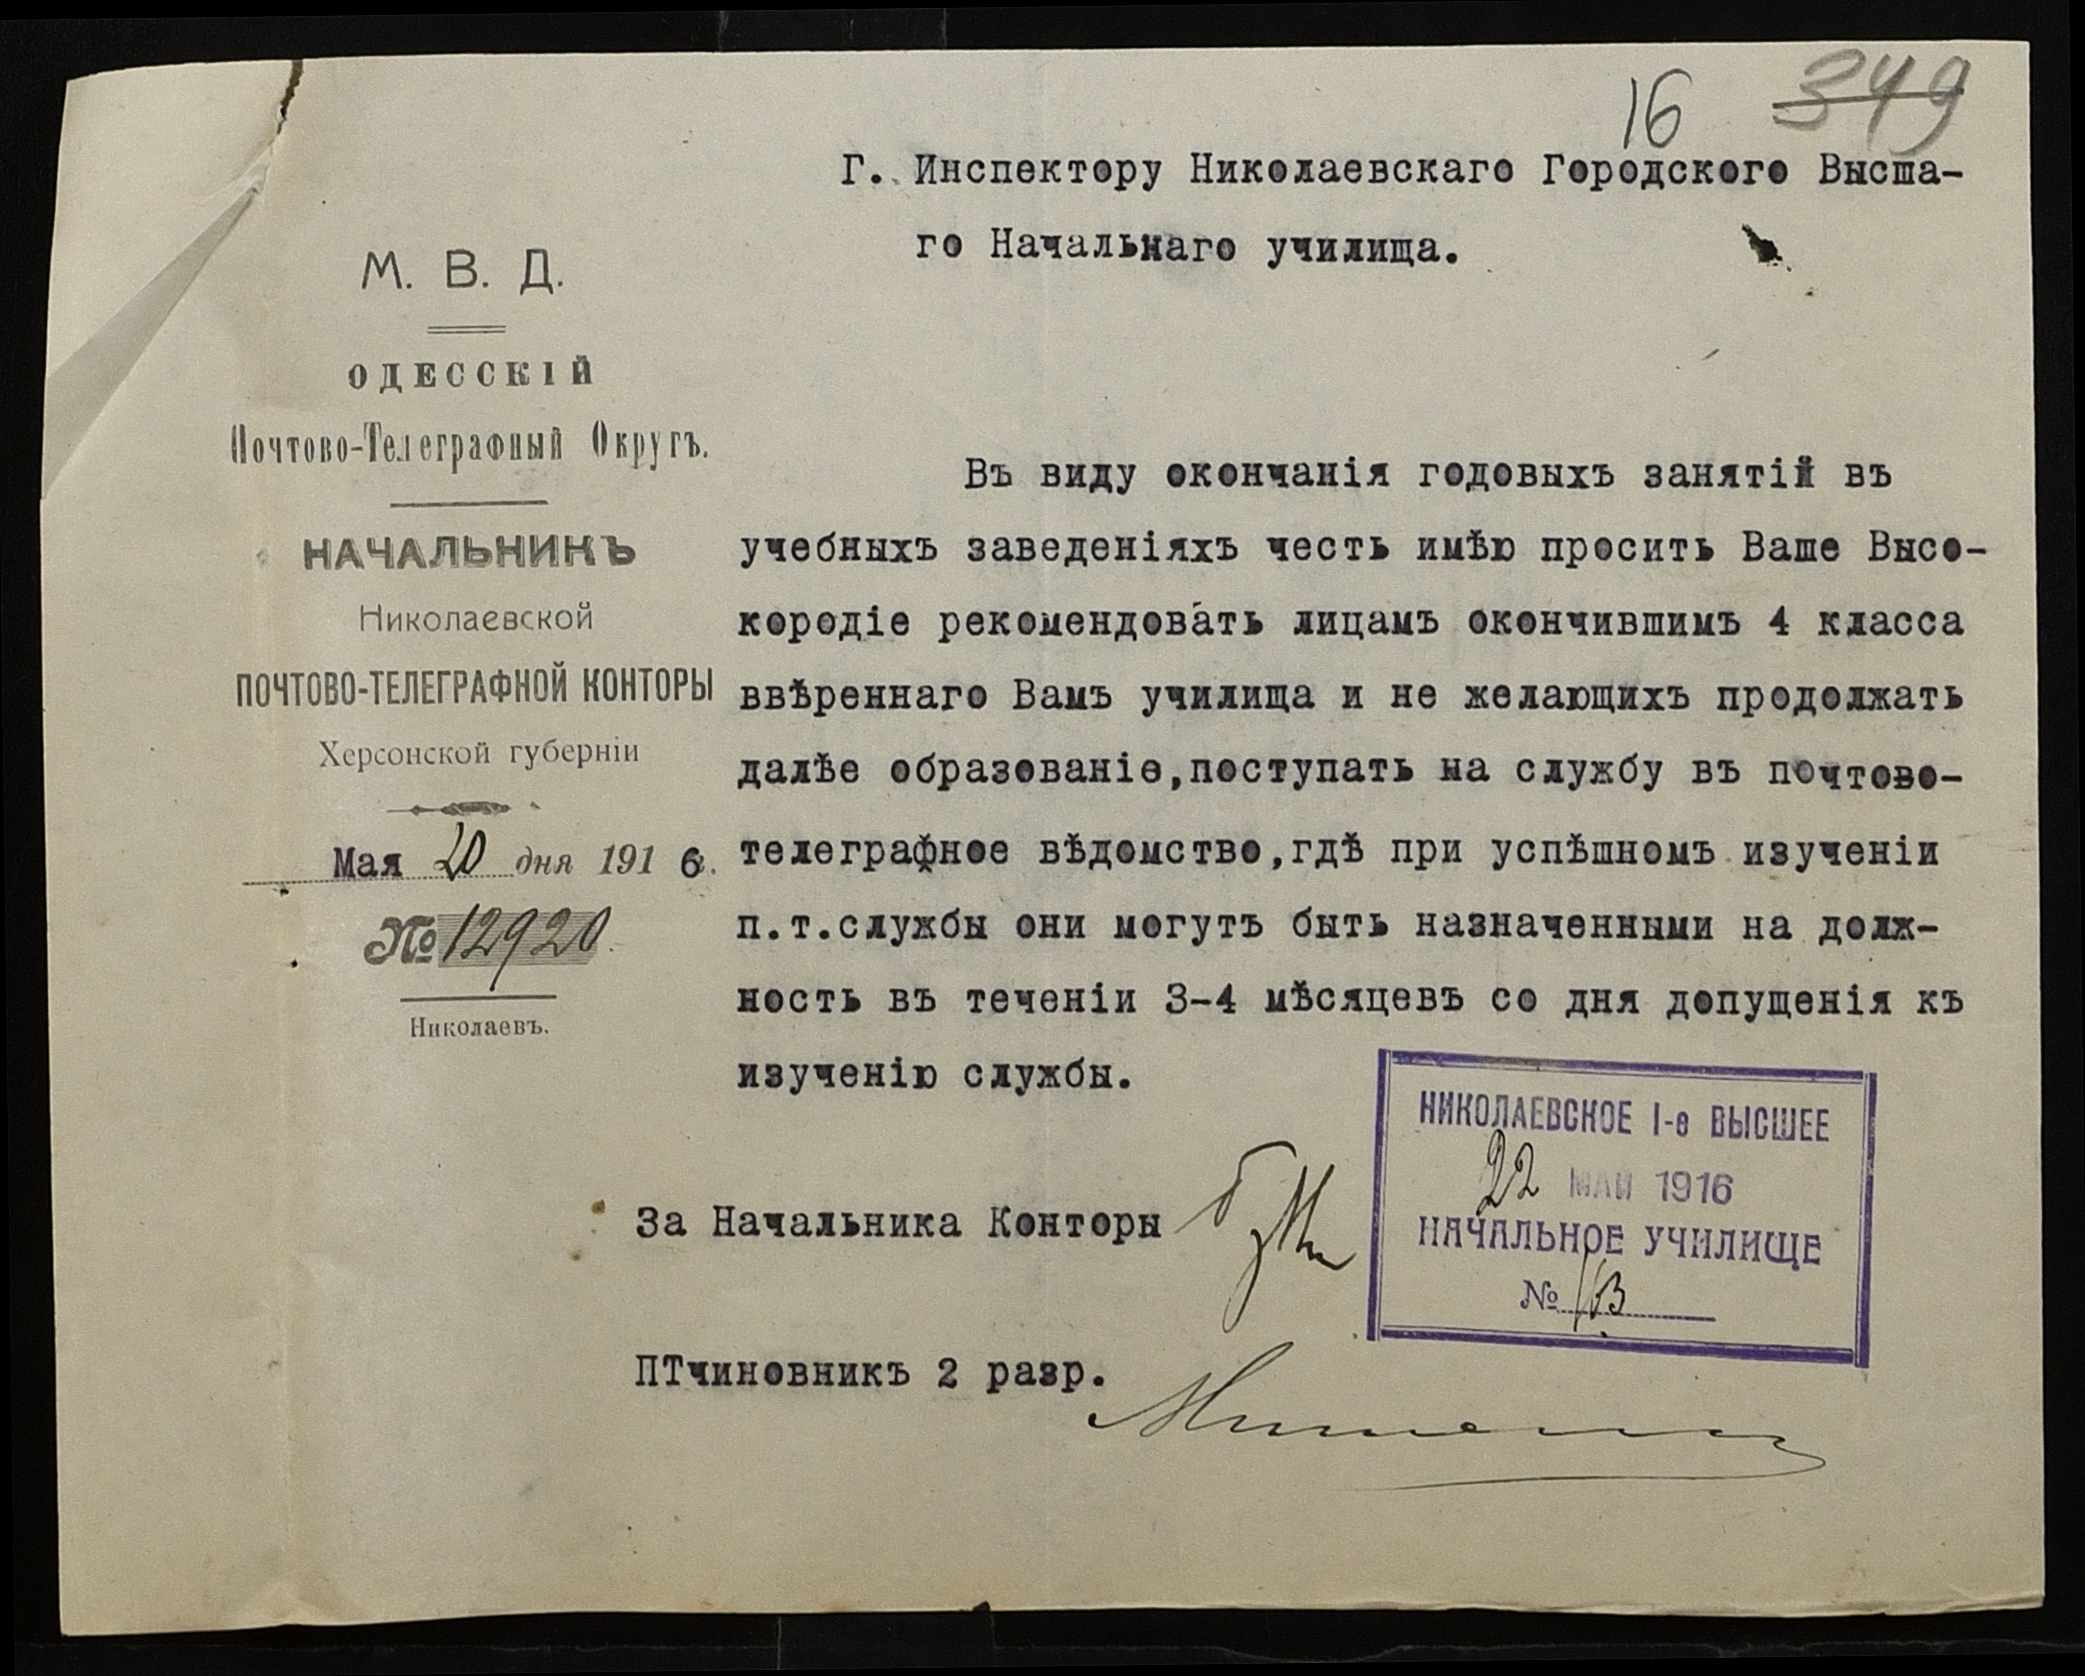 16 349
Г. Инспектору Николаевскаго Городского Высша-
го Начальнаго училища.
М. В. Д.
ОДЕССКІЙ
Почтово-Телеграфный Округъ.
НАЧАЛЬНИКЪ
Николаевской
ПОЧТОВО-ТЕЛЕГРАФНОЙ КОНТОРЫ
Херсонской губерніи
Мая 20 дня 1916 г.
№ 12920
Николаевъ.
Въ виду окончанія годовыхъ занятій въ
учебныхъ заведеніяхъ честь имѣю просить Ваше Высо-
кородіе рекомендовать лицамъ окончившимъ 4 класса
ввѣреннаго Вамъ училища и не желающихъ продолжать
далѣе образованіе,поступать на службу въ почтово-
телеграфное вѣдомство,гдѣ при успѣшномъ изученіи
п.т.службы они могутъ быть назначенными на долж-
ность въ теченіи 3-4 мѣсяцевъ со дня допущенія къ
изученію службы.
За Начальника Конторы
ПТчиновникъ 2 разр.
НИКОЛАЕВСКОЕ I-е ВЫСШЕЕ
22 МАЙ 1916
НАЧАЛЬНОЕ УЧИЛИЩЕ
№